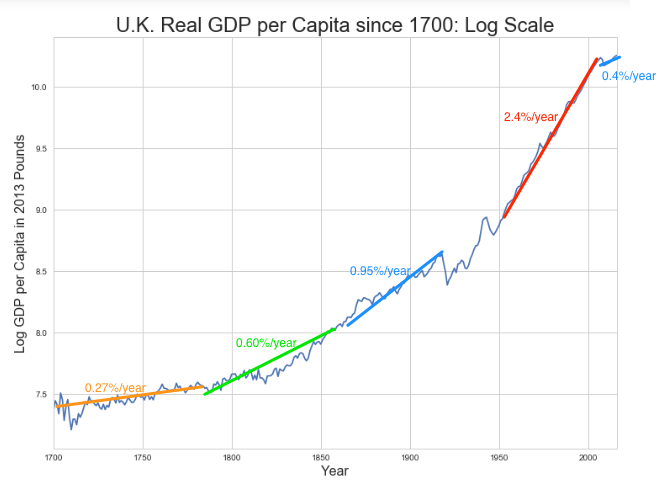 U.K. Real GDP per Capita since 1700: Log Scale
0.4%/year
10.0
2.4%/year
9.5
9.0
0.95%/year
8.5
0.60%/year
8.0
0.27%/year
7.5
Log GDP per Capita in 2013 Pounds
1700 1750 1800 1850 1900 1950 2000
Year